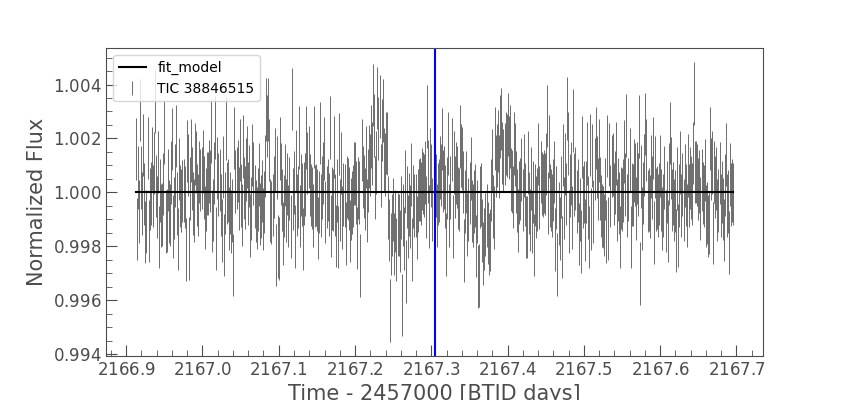 fit_model
TIC 38846515
Normalized Flux
1.004
1.002
1.000
0.998
0.996
0.994
2166.9 2167.0 2167.1 2167.2 2167.3 2167.4 2167.5 2167.6 2167.7
Time - 2457000 [BTJD days]